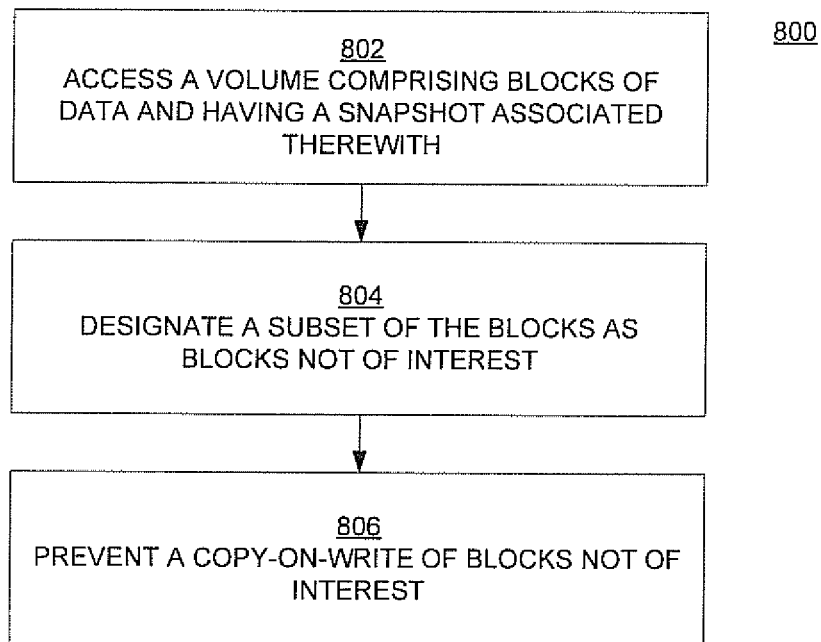 800
802
ACCESS A VOLUME COMPRISING BLOCKS OF
DATA AND HAVING A SNAPSHOT ASSOCIATED
THEREWITH
804
DESIGNATE A SUBSET OF THE BLOCKS AS
BLOCKS NOT OF INTEREST
806
PREVENT A COPY-ON-WRITE OF BLOCKS NOT OF
INTEREST